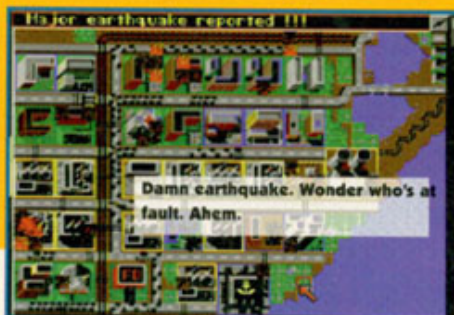 Major earthquake reported !!!
Damn earthquake. Wonder who's at
fault. Ahem.